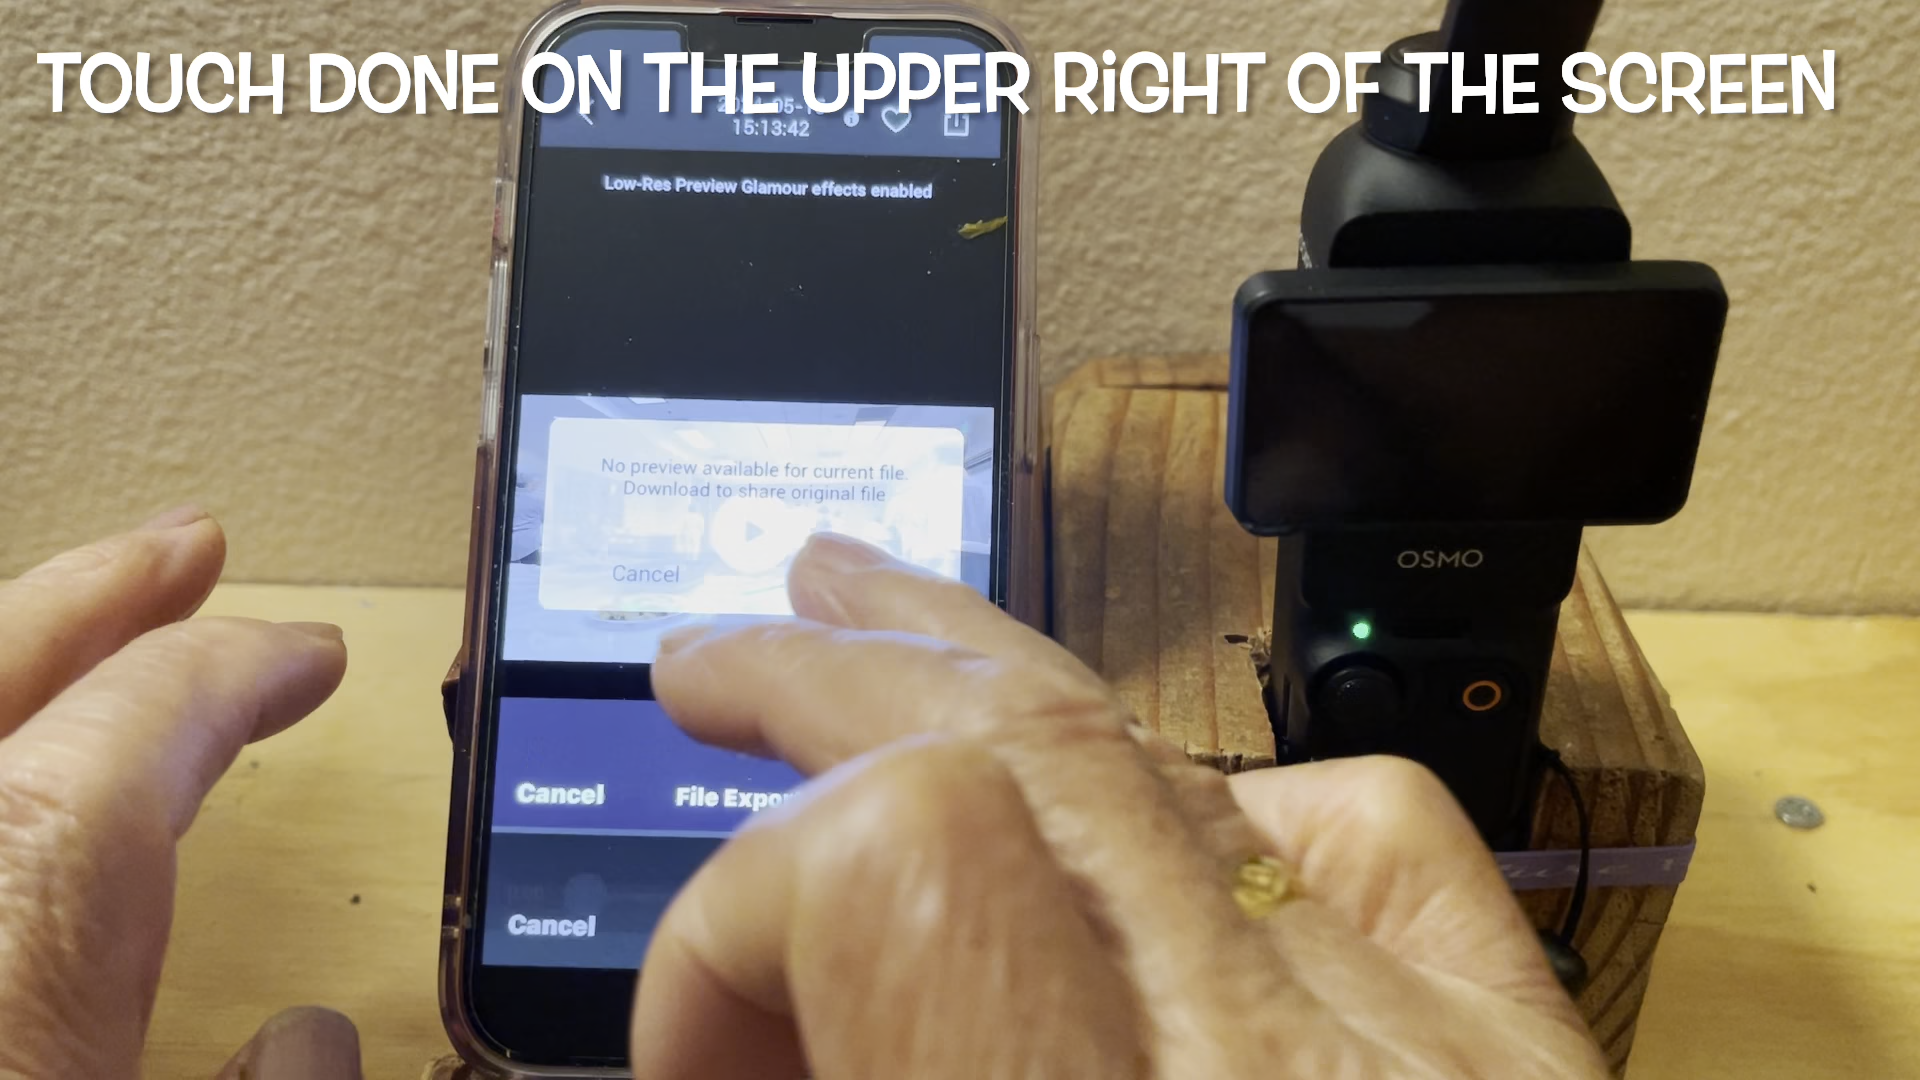 TOUCH DONE ON THE UPPER RIGHT OF THE SCREEN
15:13:42
Low-Res Preview Glamour effects enabled
No preview available for current file.
Download to share original file
Cancel
OSMO
Cancel File
Cancel